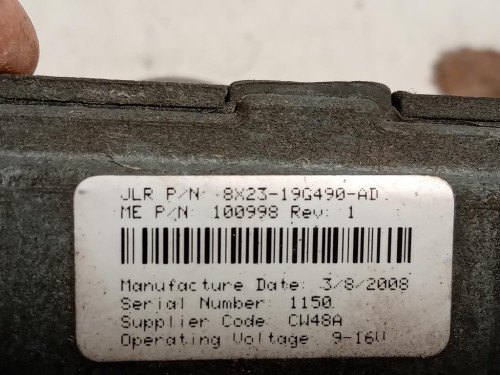 JLR P/N: 8X23-19G490-AD
ME P/N: 100998 Rev: 1
Manufacture Date: 3/8/2008
Serial Number: 1150
Supplier Code: CW48A
Operating Voltage 9-16V